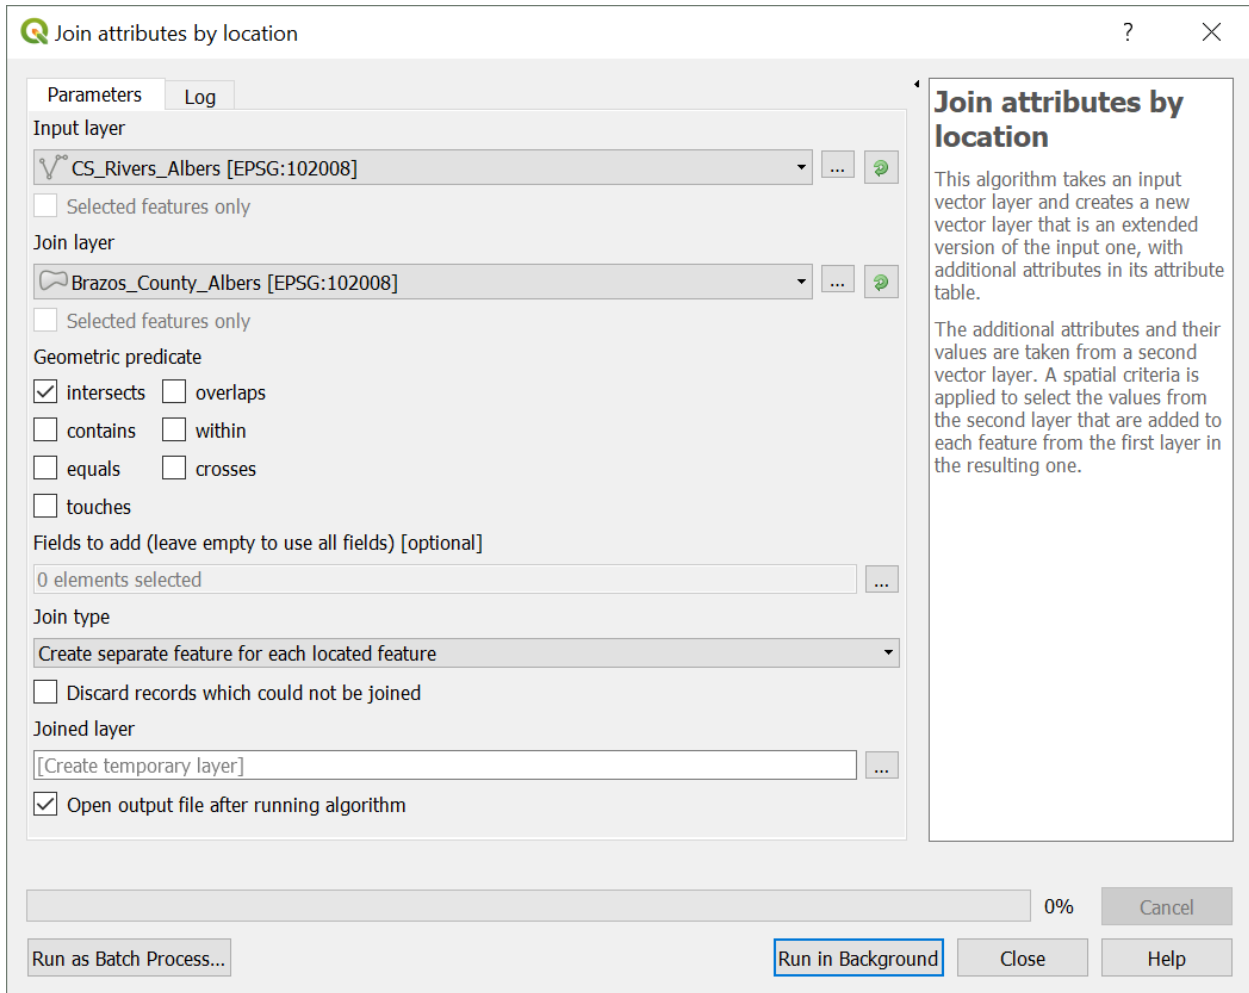 Join attributes by location
?
Parameters
Log
Input layer
CS_Rivers_Albers [EPSG:102008]
...
Selected features only
Join layer
Brazos_County_Albers [EPSG:102008]
...
Selected features only
Geometric predicate
intersects
overlaps
contains
within
equals
crosses
touches
Fields to add (leave empty to use all fields) [optional]
0 elements selected
...
Join type
Create separate feature for each located feature
Discard records which could not be joined
Joined layer
[Create temporary layer]
...
Open output file after running algorithm
Join attributes by
location
This algorithm takes an input
vector layer and creates a new
vector layer that is an extended
version of the input one, with
additional attributes in its attribute
table.
The additional attributes and their
values are taken from a second
vector layer. A spatial criteria is
applied to select the values from
the second layer that are added to
each feature from the first layer in
the resulting one.
0%
Cancel
Run as Batch Process...
Run in Background
Close
Help